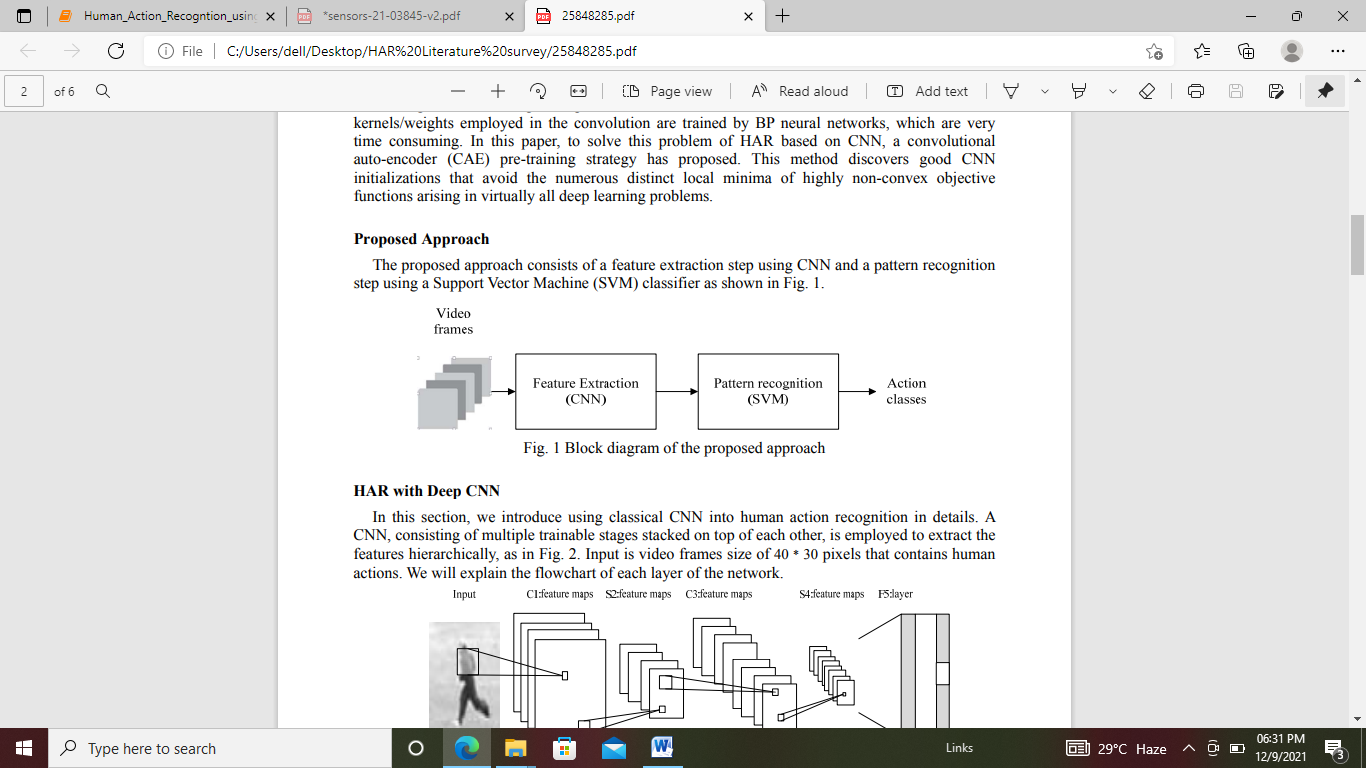 Human_Action_Recogntion_using
*sensors-21-03845-v2.pdf
25848285.pdf
File
C:/Users/dell/Desktop/HAR%20Literature%20survey/25848285.pdf
2 of 6
Page view
Read aloud
Add text
kernels/weights employed in the convolution are trained by BP neural networks, which are very
time consuming. In this paper, to solve this problem of HAR based on CNN, a convolutional
auto-encoder (CAE) pre-training strategy has proposed. This method discovers good CNN
initializations that avoid the numerous distinct local minima of highly non-convex objective
functions arising in virtually all deep learning problems.
Proposed Approach
The proposed approach consists of a feature extraction step using CNN and a pattern recognition
step using a Support Vector Machine (SVM) classifier as shown in Fig. 1.
Video
frames
Feature Extraction
(CNN)
Pattern recognition
(SVM)
Action
classes
Fig. 1 Block diagram of the proposed approach
HAR with Deep CNN
In this section, we introduce using classical CNN into human action recognition in details. A
CNN, consisting of multiple trainable stages stacked on top of each other, is employed to extract the
features hierarchically, as in Fig. 2. Input is video frames size of 40 * 30 pixels that contains human
actions. We will explain the flowchart of each layer of the network.
Input C1:feature maps S2:feature maps C3:feature maps S4:feature maps F5:layer
Type here to search
Links
29°C Haze
06:31 PM
12/9/2021
3